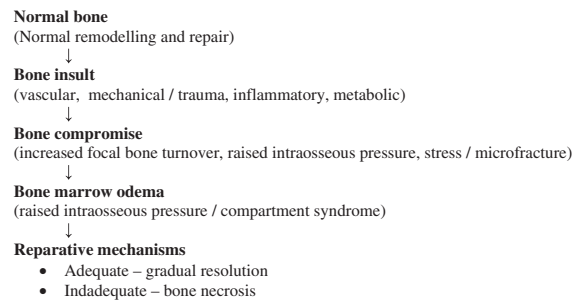 Normal bone
(Normal remodelling and repair)
↓
Bone insult
(vascular, mechanical / trauma, inflammatory, metabolic)
↓
Bone compromise
(increased focal bone turnover, raised intraosseous pressure, stress / microfracture)
↓
Bone marrow odema
(raised intraosseous pressure / compartment syndrome)
↓
Reparative mechanisms
• Adequate – gradual resolution
• Indadequate – bone necrosis